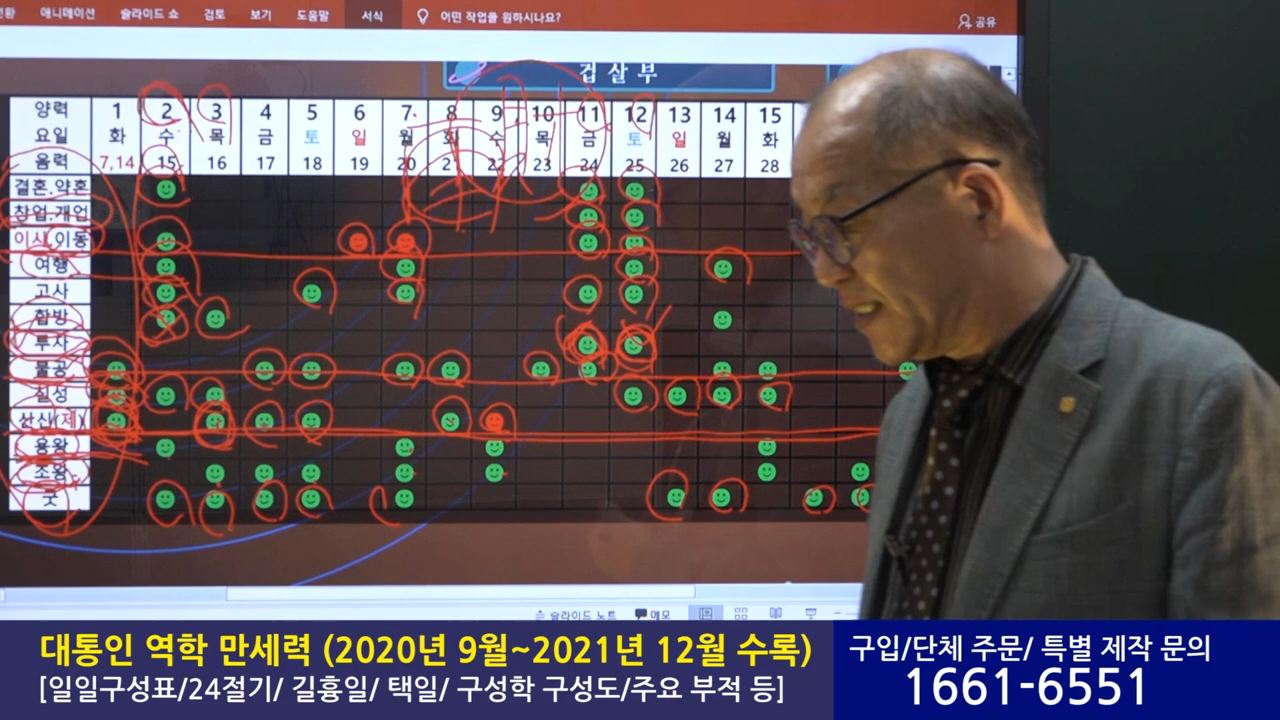 애니메이션 슬라이드 쇼 검토 보기 도움말 서식 어떤 작업을 원하시나요? 공유
겁살부
양력 1 2 3 4 5 6 7 8 9 10 11 12 13 14 15
요일 화 수 목 금 토 일 월 화 수 목 금 토 일 월 화
음력 7,14 15 16 17 18 19 20 21 22 23 24 25 26 27 28
결혼.약혼
창업.개업
이사.이동
여행
고사
합방
투자
불공
칠성
산신(제)
용왕
조왕
굿
슬라이드 노트 메모
대통인 역학 만세력 (2020년 9월~2021년 12월 수록)
[일일구성표/24절기/ 길흉일/ 택일/ 구성학 구성도/주요 부적 등]
구입/단체 주문/ 특별 제작 문의
1661-6551